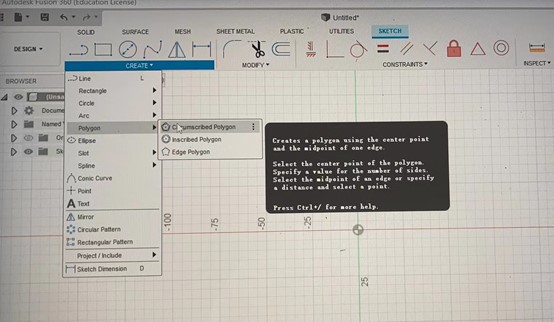 Autodesk Fusion 360 (Education License)
Untitled*
SOLID SURFACE MESH SHEET METAL PLASTIC UTILITIES SKETCH
DESIGN
CREATE MODIFY CONSTRAINTS INSPECT
BROWSER
Line L
Rectangle
Circle
Arc
Polygon
Ellipse
Slot
Spline
Conic Curve
Point
Text
Mirror
Circular Pattern
Rectangular Pattern
Project / Include
Sketch Dimension D
Circumscribed Polygon
Inscribed Polygon
Edge Polygon
Creates a polygon using the center point
and the midpoint of one edge.
Select the center point of the polygon.
Specify a value for the number of sides.
Select the midpoint of an edge or specify
a distance and select a point.
Press Ctrl+/ for more help.
Docume
Named
Or
Sk
-100
-75
-50
-25
25